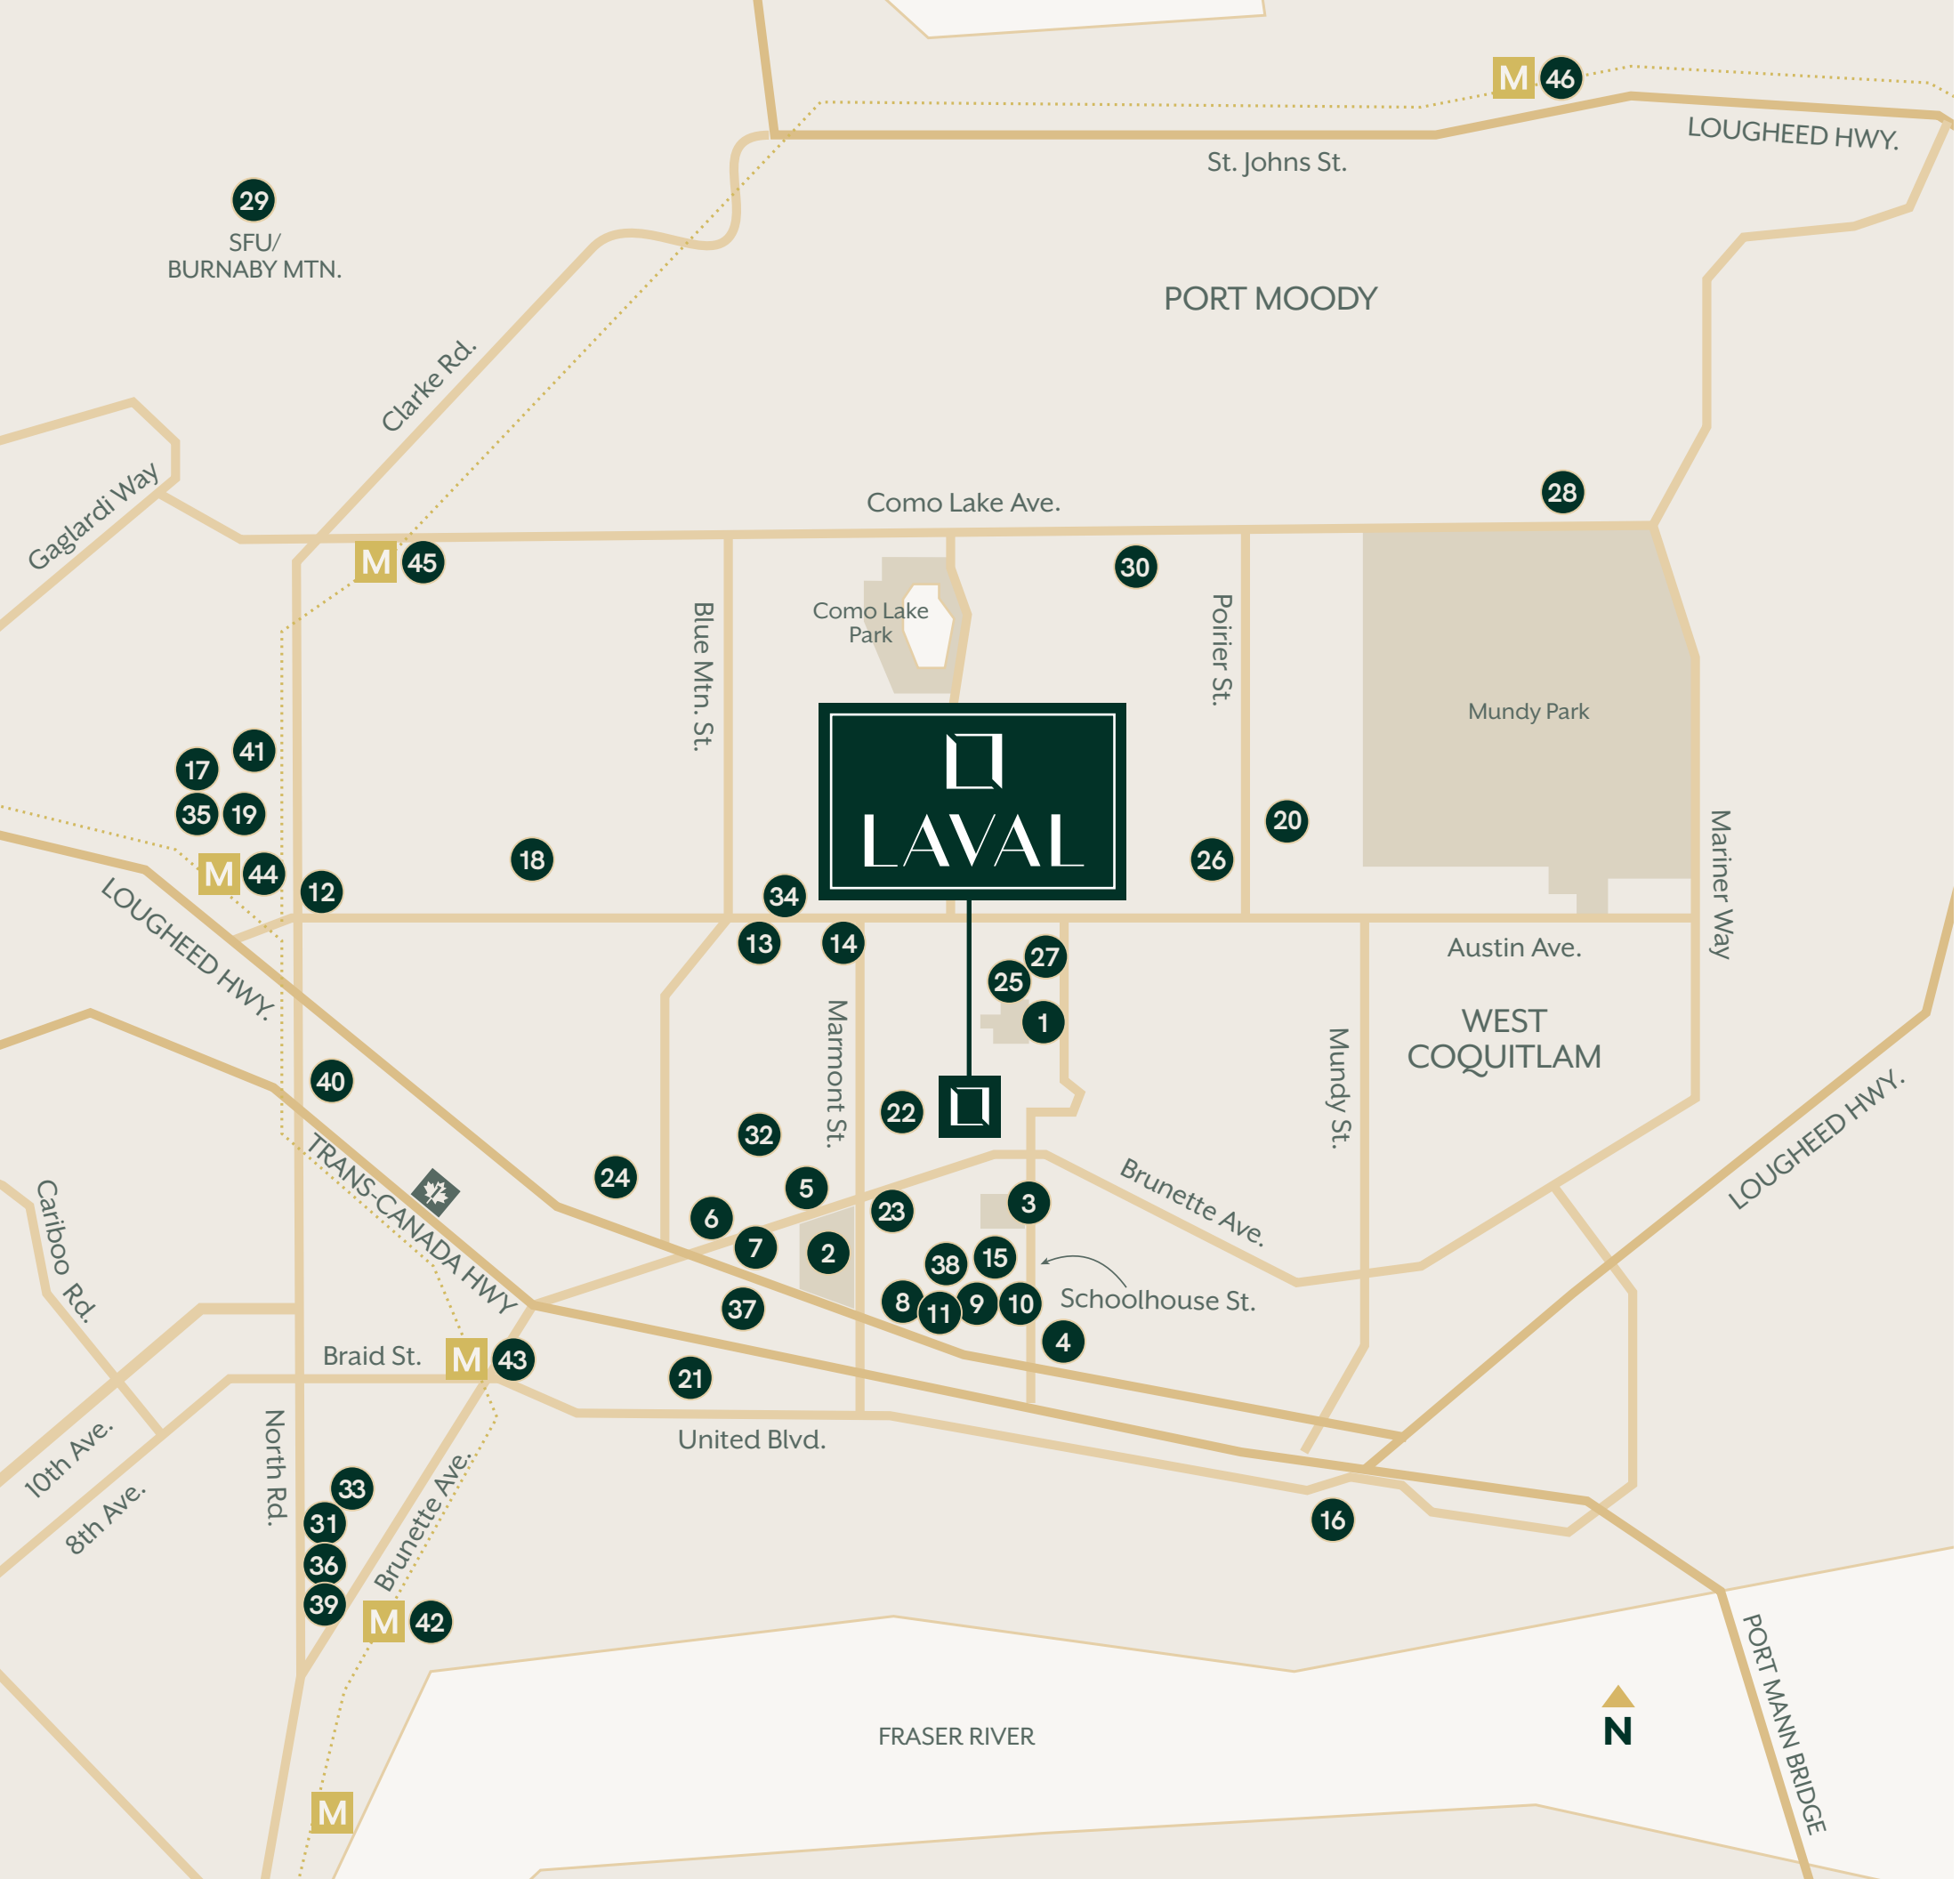 M 46
LOUGHEED HWY.
St. Johns St.
29
SFU/
BURNABY MTN.
PORT MOODY
Clarke Rd.
Gaglardi Way
Como Lake Ave.
28
M 45
30
Como Lake
Park
Blue Mtn. St.
Poirier St.
Mundy Park
41
17
35 19
M 44
12
18
34
LAVAL
26
20
Mariner Way
LOUGHEED HWY.
13
14
27
25
1
Austin Ave.
WEST
COQUITLAM
Marmont St.
Mundy St.
40
22
32
24
5
6
7
2
23
3
38
15
8
11
9
10
4
37
21
Brunette Ave.
Schoolhouse St.
LOUGHEED HWY.
TRANS-CANADA HWY
Cariboo Rd.
Braid St.
M 43
United Blvd.
10th Ave.
8th Ave.
North Rd.
Brunette Ave.
33
31
36
39
M 42
16
FRASER RIVER
N
PORT MANN BRIDGE
M